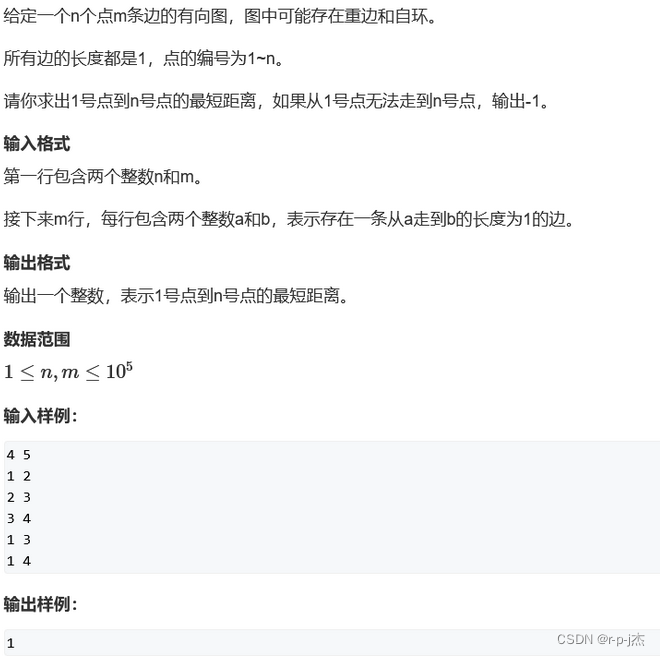 给定一个n个点m条边的有向图，图中可能存在重边和自环。
所有边的长度都是1，点的编号为1~n。
请你求出1号点到n号点的最短距离，如果从1号点无法走到n号点，输出-1。
输入格式
第一行包含两个整数n和m。
接下来m行，每行包含两个整数a和b，表示存在一条从a走到b的长度为1的边。
输出格式
输出一个整数，表示1号点到n号点的最短距离。
数据范围
1 ≤ n, m ≤ 10⁵
输入样例：
4 5
1 2
2 3
3 4
1 3
1 4
输出样例：
1
CSDN @r-p-j杰